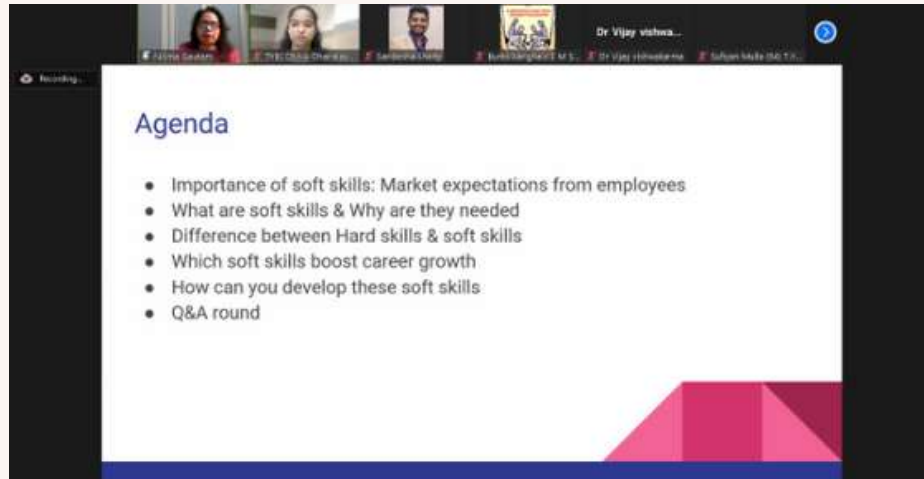 Dr Vijay vishwa...
Recording...
Agenda
● Importance of soft skills: Market expectations from employees
● What are soft skills & Why are they needed
● Difference between Hard skills & soft skills
● Which soft skills boost career growth
● How can you develop these soft skills
● Q&A round